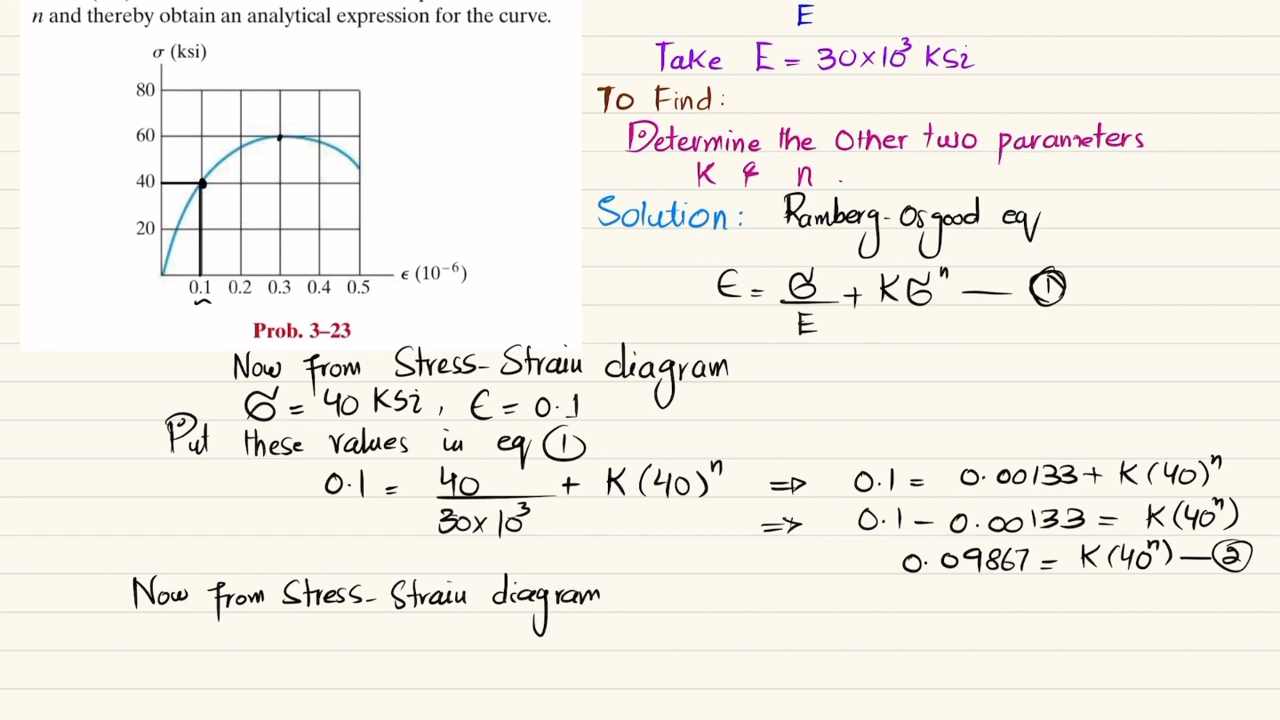 n and thereby obtain an analytical expression for the curve.
σ (ksi)
80
60
40
20
0.1 0.2 0.3 0.4 0.5
ϵ (10⁻⁶)
Prob. 3–23
E
Take E = 30×10³ Ksi
To Find:
Determine the other two parameters
K & n .
Solution: Ramberg-Osgood eq
ϵ = σ/E + Kσⁿ — ①
Now from Stress-Strain diagram
σ = 40 Ksi, ϵ = 0.1
Put these values in eq ①
0.1 = 40/30×10³ + K(40)ⁿ ⇒ 0.1 = 0.00133 + K(40)ⁿ
⇒ 0.1 - 0.00133 = K(40ⁿ)
0.09867 = K(40ⁿ) — ②
Now from Stress-Strain diagram